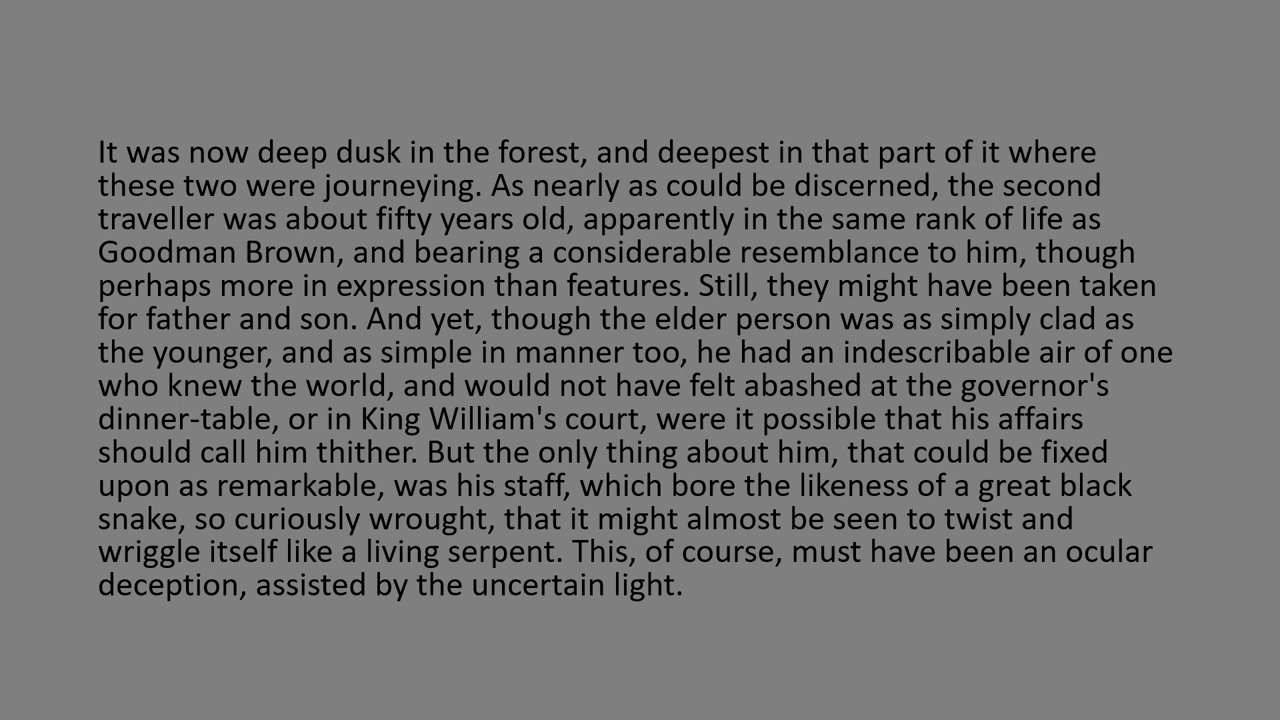 It was now deep dusk in the forest, and deepest in that part of it where
these two were journeying. As nearly as could be discerned, the second
traveller was about fifty years old, apparently in the same rank of life as
Goodman Brown, and bearing a considerable resemblance to him, though
perhaps more in expression than features. Still, they might have been taken
for father and son. And yet, though the elder person was as simply clad as
the younger, and as simple in manner too, he had an indescribable air of one
who knew the world, and would not have felt abashed at the governor's
dinner-table, or in King William's court, were it possible that his affairs
should call him thither. But the only thing about him, that could be fixed
upon as remarkable, was his staff, which bore the likeness of a great black
snake, so curiously wrought, that it might almost be seen to twist and
wriggle itself like a living serpent. This, of course, must have been an ocular
deception, assisted by the uncertain light.